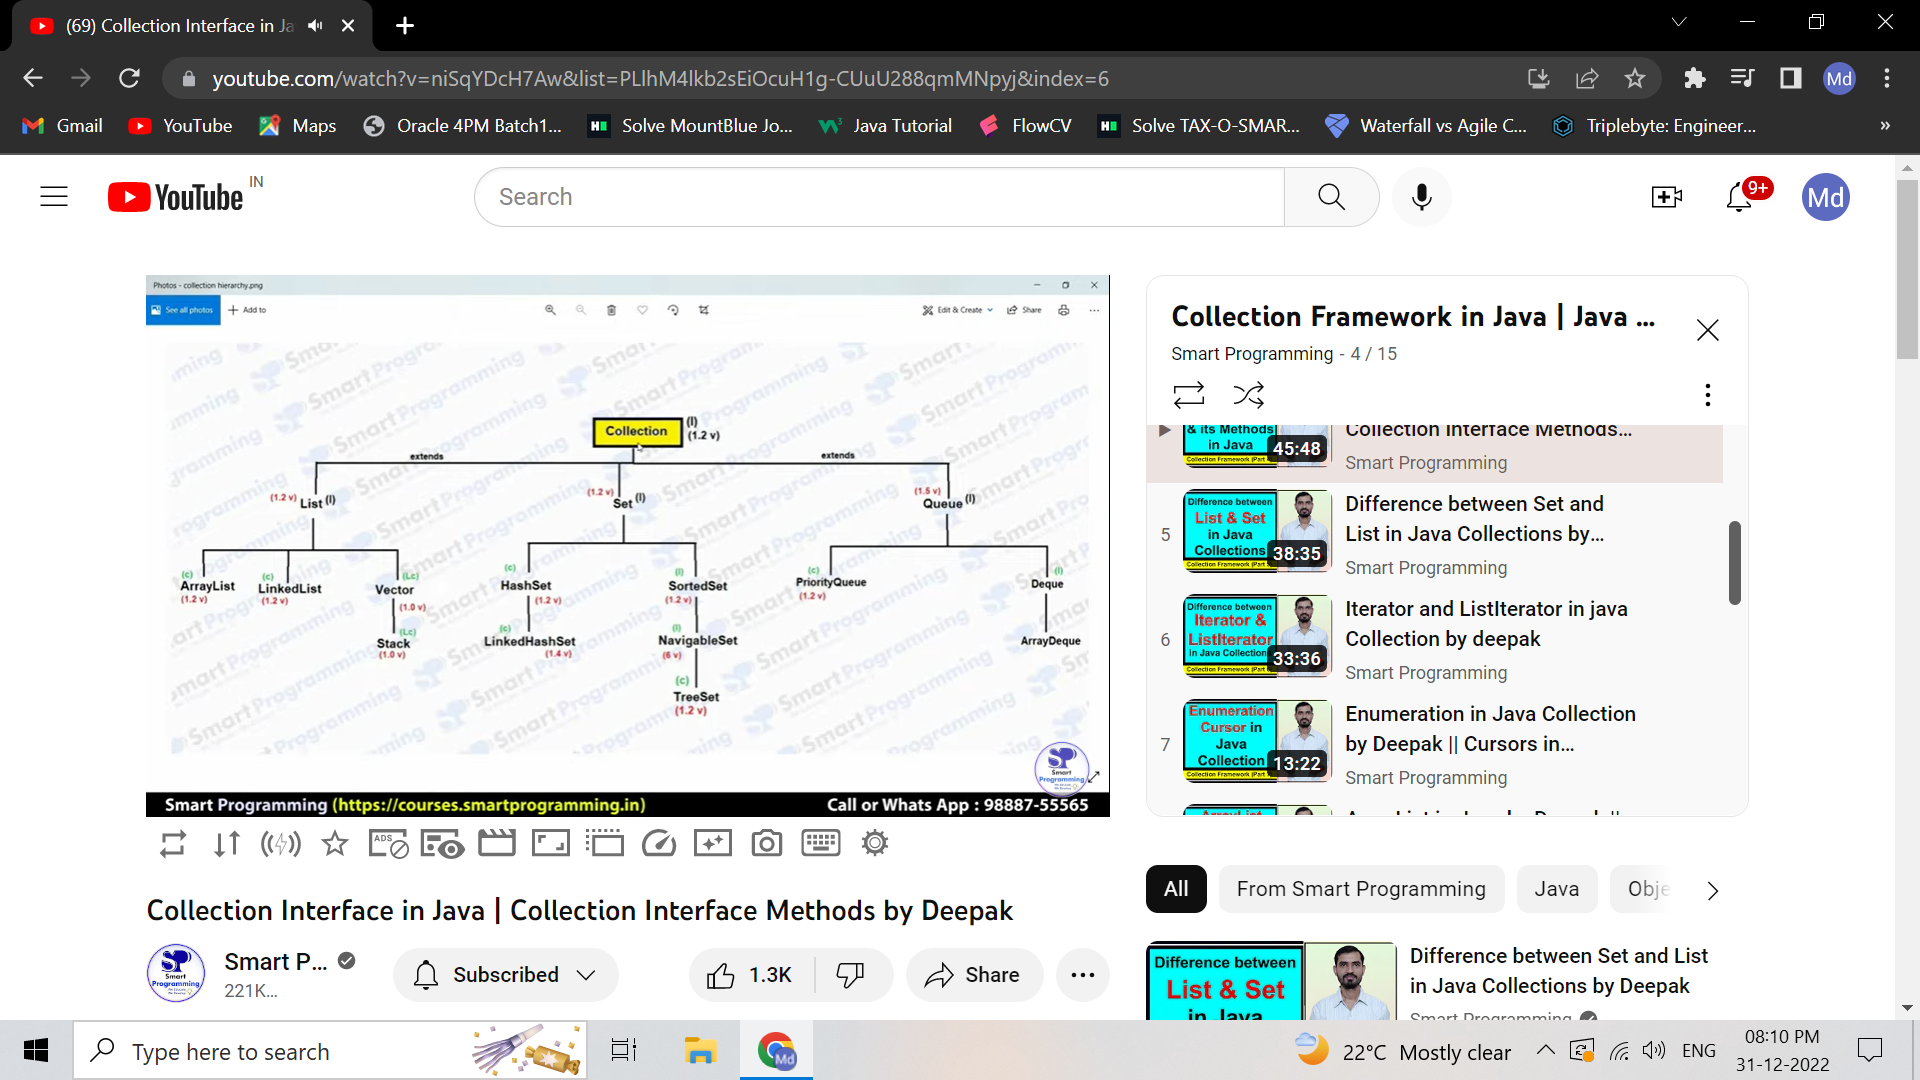 (69) Collection Interface in Ja
youtube.com/watch?v=niSqYDcH7Aw&list=PLlhM4lkb2sEiOcuH1g-CUuU288qmMNpyj&index=6
Md
Gmail
YouTube
Maps
Oracle 4PM Batch1...
Solve MountBlue Jo...
Java Tutorial
FlowCV
Solve TAX-O-SMAR...
Waterfall vs Agile C...
Triplebyte: Engineer...
»
YouTube IN
Search
9+
Md
Photos - collection hierarchy.png
See all photos
Add to
Edit & Create
Share
Collection (I)
(1.2 v)
extends
extends
(1.2 v) List (I)
(1.2 v) Set (I)
(1.5 v) Queue (I)
(c) ArrayList (1.2 v)
(c) LinkedList (1.2 v)
(Lc) Vector (1.0 v)
(Lc) Stack (1.0 v)
(c) HashSet (1.2 v)
(c) LinkedHashSet (1.4 v)
(I) SortedSet (1.2 v)
(I) NavigableSet (6 v)
(c) TreeSet (1.2 v)
(c) PriorityQueue (1.2 v)
(I) Deque
ArrayDeque
Smart Programming
Smart Programming (https://courses.smartprogramming.in)
Call or Whats App : 98887-55565
ADS
Collection Interface in Java | Collection Interface Methods by Deepak
Smart Programming
Smart P...
221K...
Subscribed
1.3K
Share
Collection Framework in Java | Java ...
Smart Programming - 4 / 15
& its Methods
in Java
45:48
Collection Interface Methods...
Smart Programming
5
Difference between
List & Set
in Java
Collections
38:35
Difference between Set and
List in Java Collections by...
Smart Programming
6
Difference between
Iterator &
ListIterator
in Java Collection
33:36
Iterator and ListIterator in java
Collection by deepak
Smart Programming
7
Enumeration
Cursor in
Java
Collection
13:22
Enumeration in Java Collection
by Deepak || Cursors in...
Smart Programming
All
From Smart Programming
Java
Obje
Difference between
List & Set
in Java
Difference between Set and List
in Java Collections by Deepak
Smart Programming
Type here to search
Md
22°C Mostly clear
ENG
08:10 PM
31-12-2022